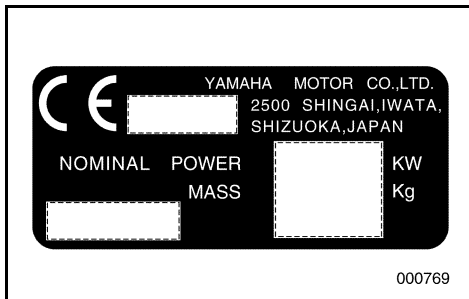 CE YAMAHA MOTOR CO.,LTD.
2500 SHINGAI,IWATA,
SHIZUOKA,JAPAN
NOMINAL POWER KW
MASS Kg
000769